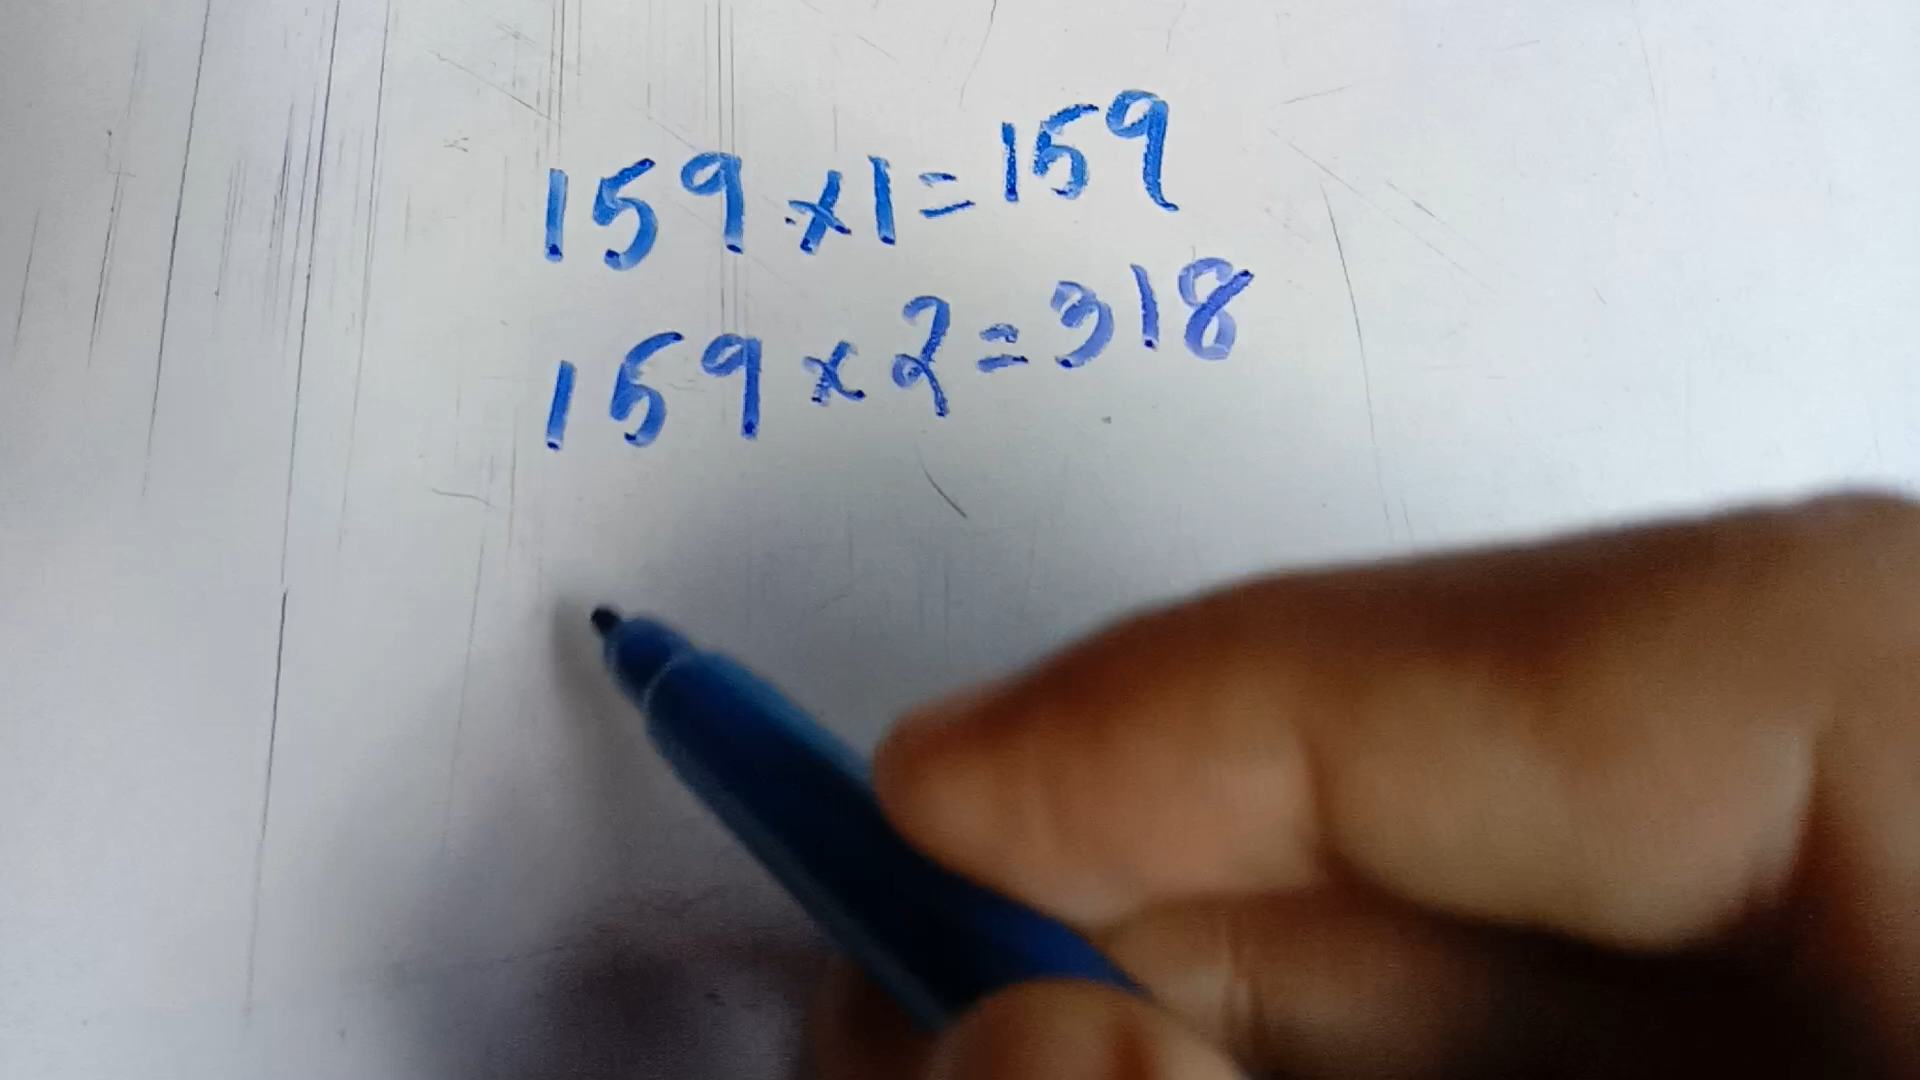 159 x 1 = 159
159 x 2 = 318